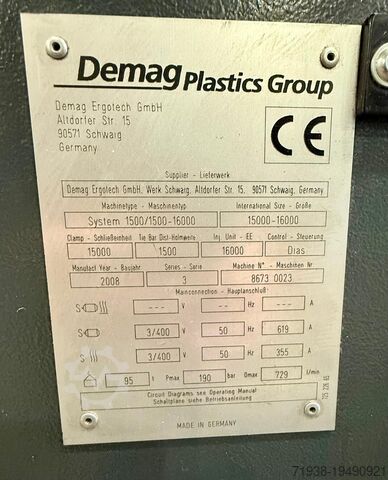 Demag Plastics Group
Demag Ergotech GmbH
Altdorfer Str. 15
90571 Schwaig
Germany
CE
Supplier - Lieferwerk
Demag Ergotech GmbH, Werk Schwaig, Altdorfer Str. 15, 90571 Schwaig, Germany
Machinetype - Maschinentyp International Size - Größe
System 1500/1500-16000 15000-16000
Clamp - Schließeinheit Tie Bar Dist-Holmweite Inj. Unit - EE Control - Steuerung
15000 1500 16000 Dias
Manufact Year - Baujahr Series - Serie Machine N° - Maschinen Nr
2008 3 8673 0023
Mainconnection - Hauptanschluß:
S --- V --- Hz --- A
S 3/400 V 50 Hz 619 A
S 3/400 V 50 Hz 355 A
95 t Pmax 190 bar Qmax 729 l/min
Circuit Diagrams see Operating Manual
Schaltpläne siehe Betriebsanleitung
MADE IN GERMANY
71938-19490921